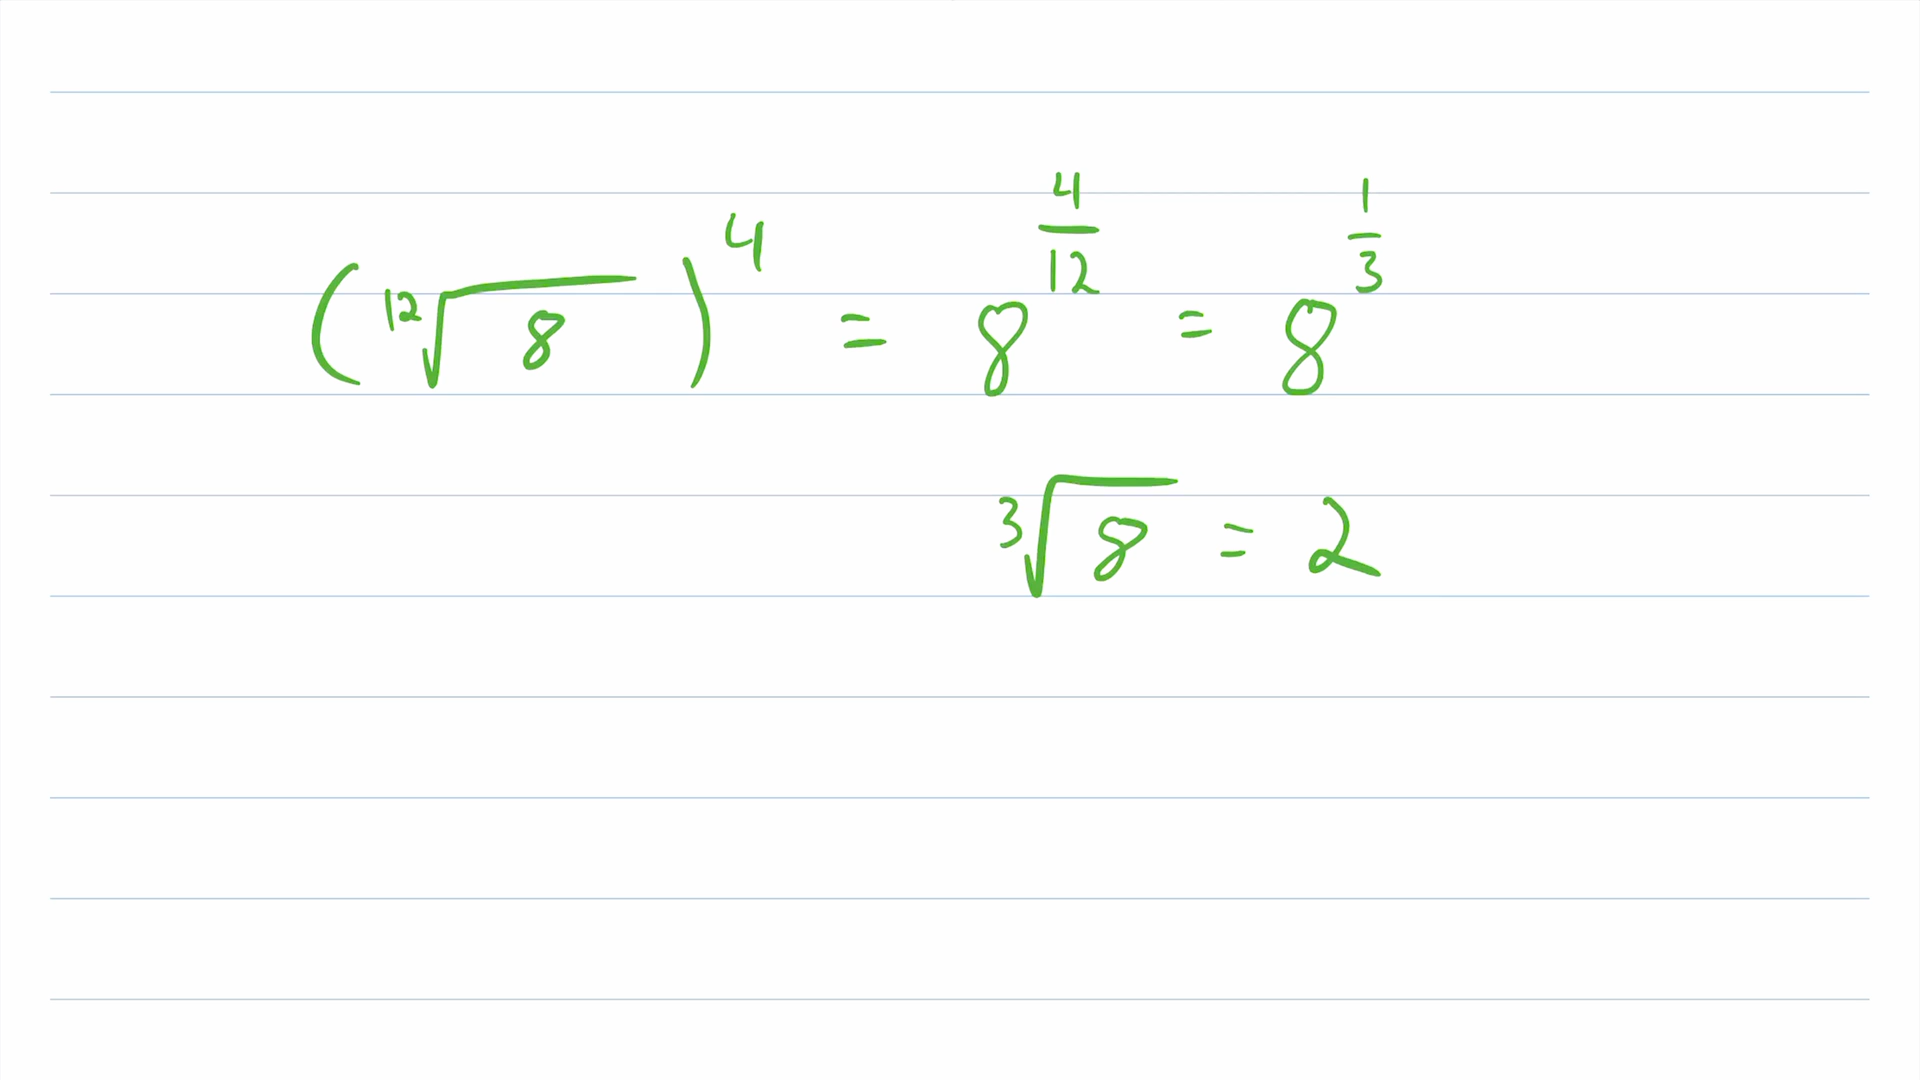 (¹²√8)⁴ = 8^(4/12) = 8^(1/3)
³√8 = 2